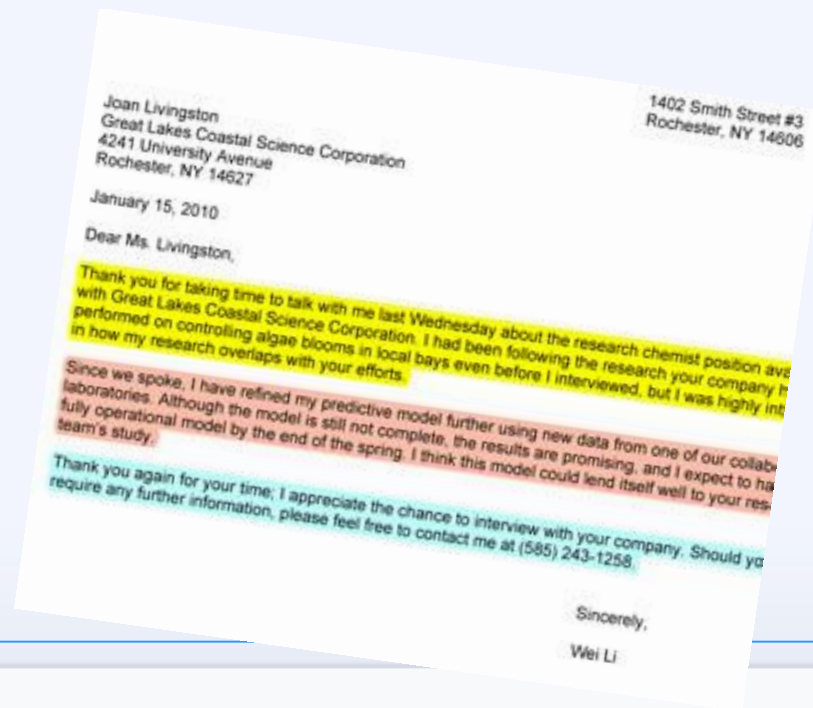 1402 Smith Street #3
Rochester, NY 14606
Joan Livingston
Great Lakes Coastal Science Corporation
4241 University Avenue
Rochester, NY 14627
January 15, 2010
Dear Ms. Livingston,
Thank you for taking time to talk with me last Wednesday about the research chemist position ava
with Great Lakes Coastal Science Corporation. I had been following the research your company h
performed on controlling algae blooms in local bays even before I interviewed, but I was highly int
in how my research overlaps with your efforts.
Since we spoke, I have refined my predictive model further using new data from one of our collab
laboratories. Although the model is still not complete, the results are promising, and I expect to ha
fully operational model by the end of the spring. I think this model could lend itself well to your res
team's study.
Thank you again for your time; I appreciate the chance to interview with your company. Should yo
require any further information, please feel free to contact me at (585) 243-1258.
Sincerely,
Wei Li